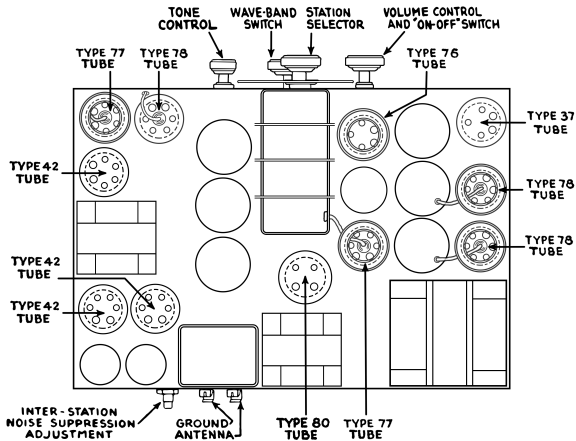 TONE
CONTROL
WAVE-BAND
SWITCH
STATION
SELECTOR
VOLUME CONTROL
AND "ON-OFF" SWITCH
TYPE 77
TUBE
TYPE 78
TUBE
TYPE 76
TUBE
TYPE 37
TUBE
TYPE 42
TUBE
TYPE 78
TUBE
TYPE 78
TUBE
TYPE 42
TUBE
TYPE 42
TUBE
INTER-STATION
NOISE SUPPRESSION
ADJUSTMENT
GROUND
ANTENNA
TYPE 80
TUBE
TYPE 77
TUBE